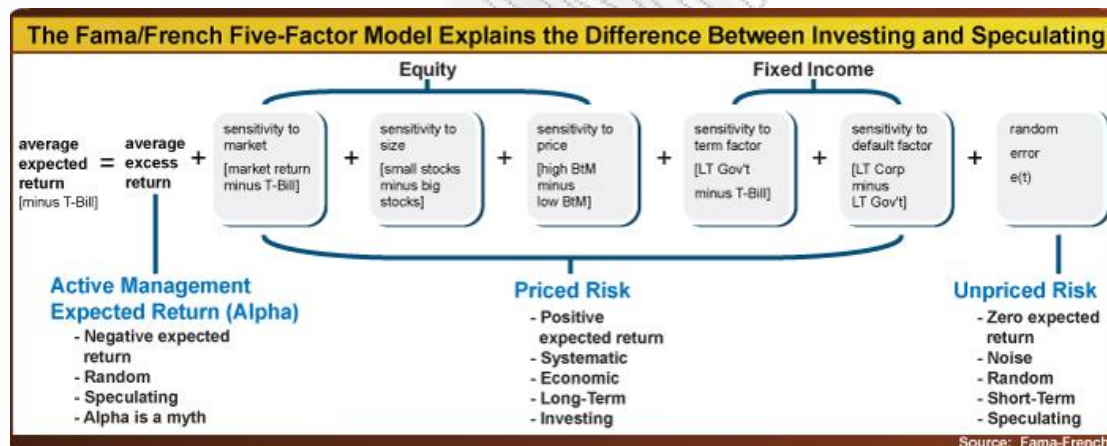 The Fama/French Five-Factor Model Explains the Difference Between Investing and Speculating
Equity
Fixed Income
average
expected
return
[minus T-Bill]
=
average
excess
return
+
sensitivity to
market
[market return
minus T-Bill]
+
sensitivity to
size
[small stocks
minus big
stocks]
+
sensitivity to
price
[high BtM
minus
low BtM]
+
sensitivity to
term factor
[LT Gov't
minus T-Bill]
+
sensitivity to
default factor
[LT Corp
minus
LT Gov't]
+
random
error
e(t)
Active Management
Expected Return (Alpha)
- Negative expected
return
- Random
- Speculating
- Alpha is a myth
Priced Risk
- Positive
expected return
- Systematic
- Economic
- Long-Term
- Investing
Unpriced Risk
- Zero expected
return
- Noise
- Random
- Short-Term
- Speculating
Source: Fama-French